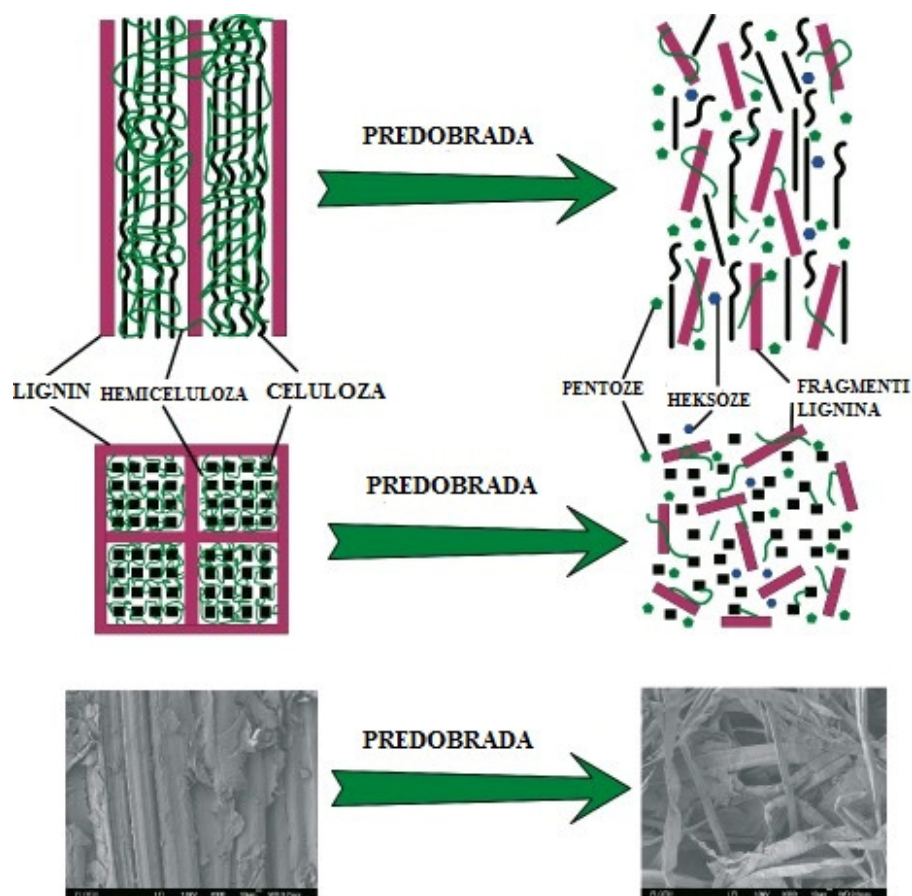 PREDOBRADA
LIGNIN
HEMICELULOZA
CELULOZA
PENTOZE
HEKSOZE
FRAGMENTI
LIGNINA
PREDOBRADA
PREDOBRADA